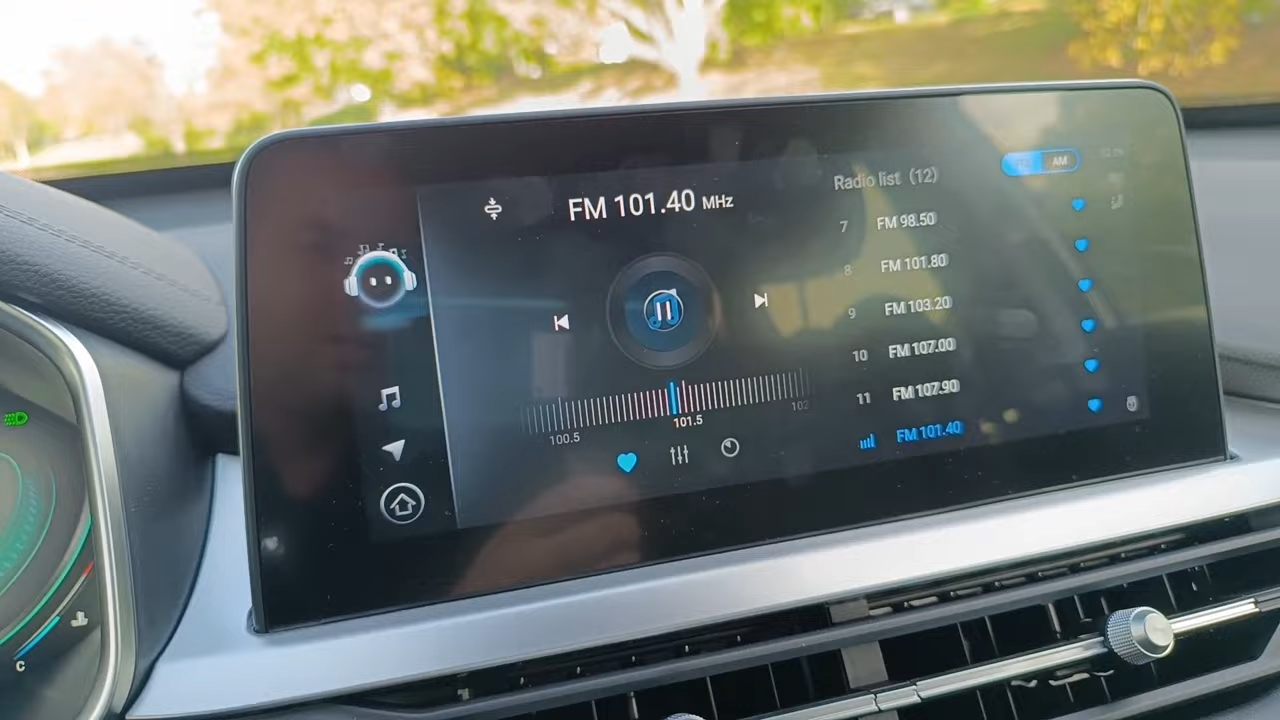 FM 101.40 MHz
100.5
101.5
102
Radio list (12)
AM
7 FM 98.50
8 FM 101.80
9 FM 103.20
10 FM 107.00
11 FM 107.90
FM 101.40
C